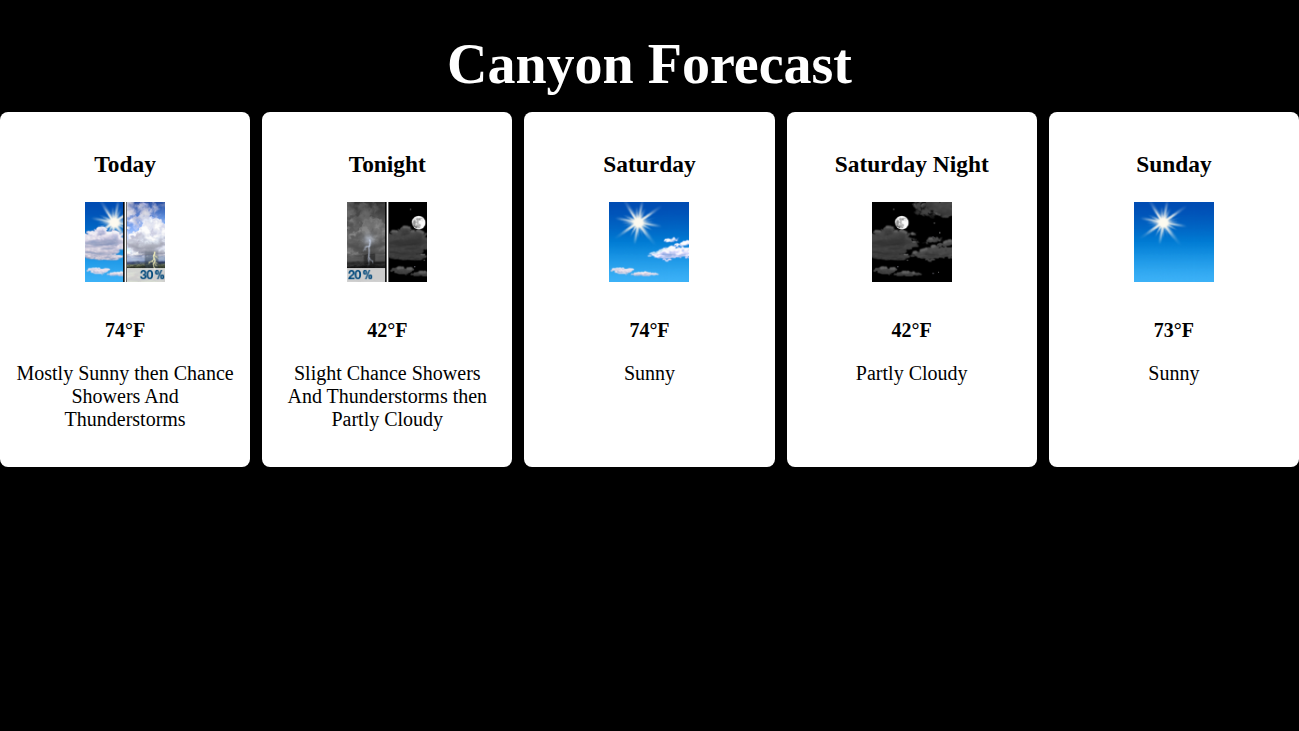 Canyon Forecast
Today
30%
74°F
Mostly Sunny then Chance
Showers And
Thunderstorms
Tonight
20%
42°F
Slight Chance Showers
And Thunderstorms then
Partly Cloudy
Saturday
74°F
Sunny
Saturday Night
42°F
Partly Cloudy
Sunday
73°F
Sunny